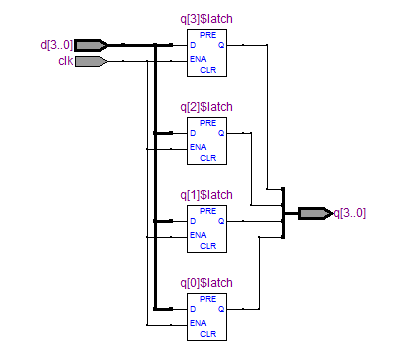 q[3]$latch
d[3..0]
clk
PRE
D Q
ENA
CLR
q[2]$latch
PRE
D Q
ENA
CLR
q[1]$latch
PRE
D Q
ENA
CLR
q[3..0]
q[0]$latch
PRE
D Q
ENA
CLR